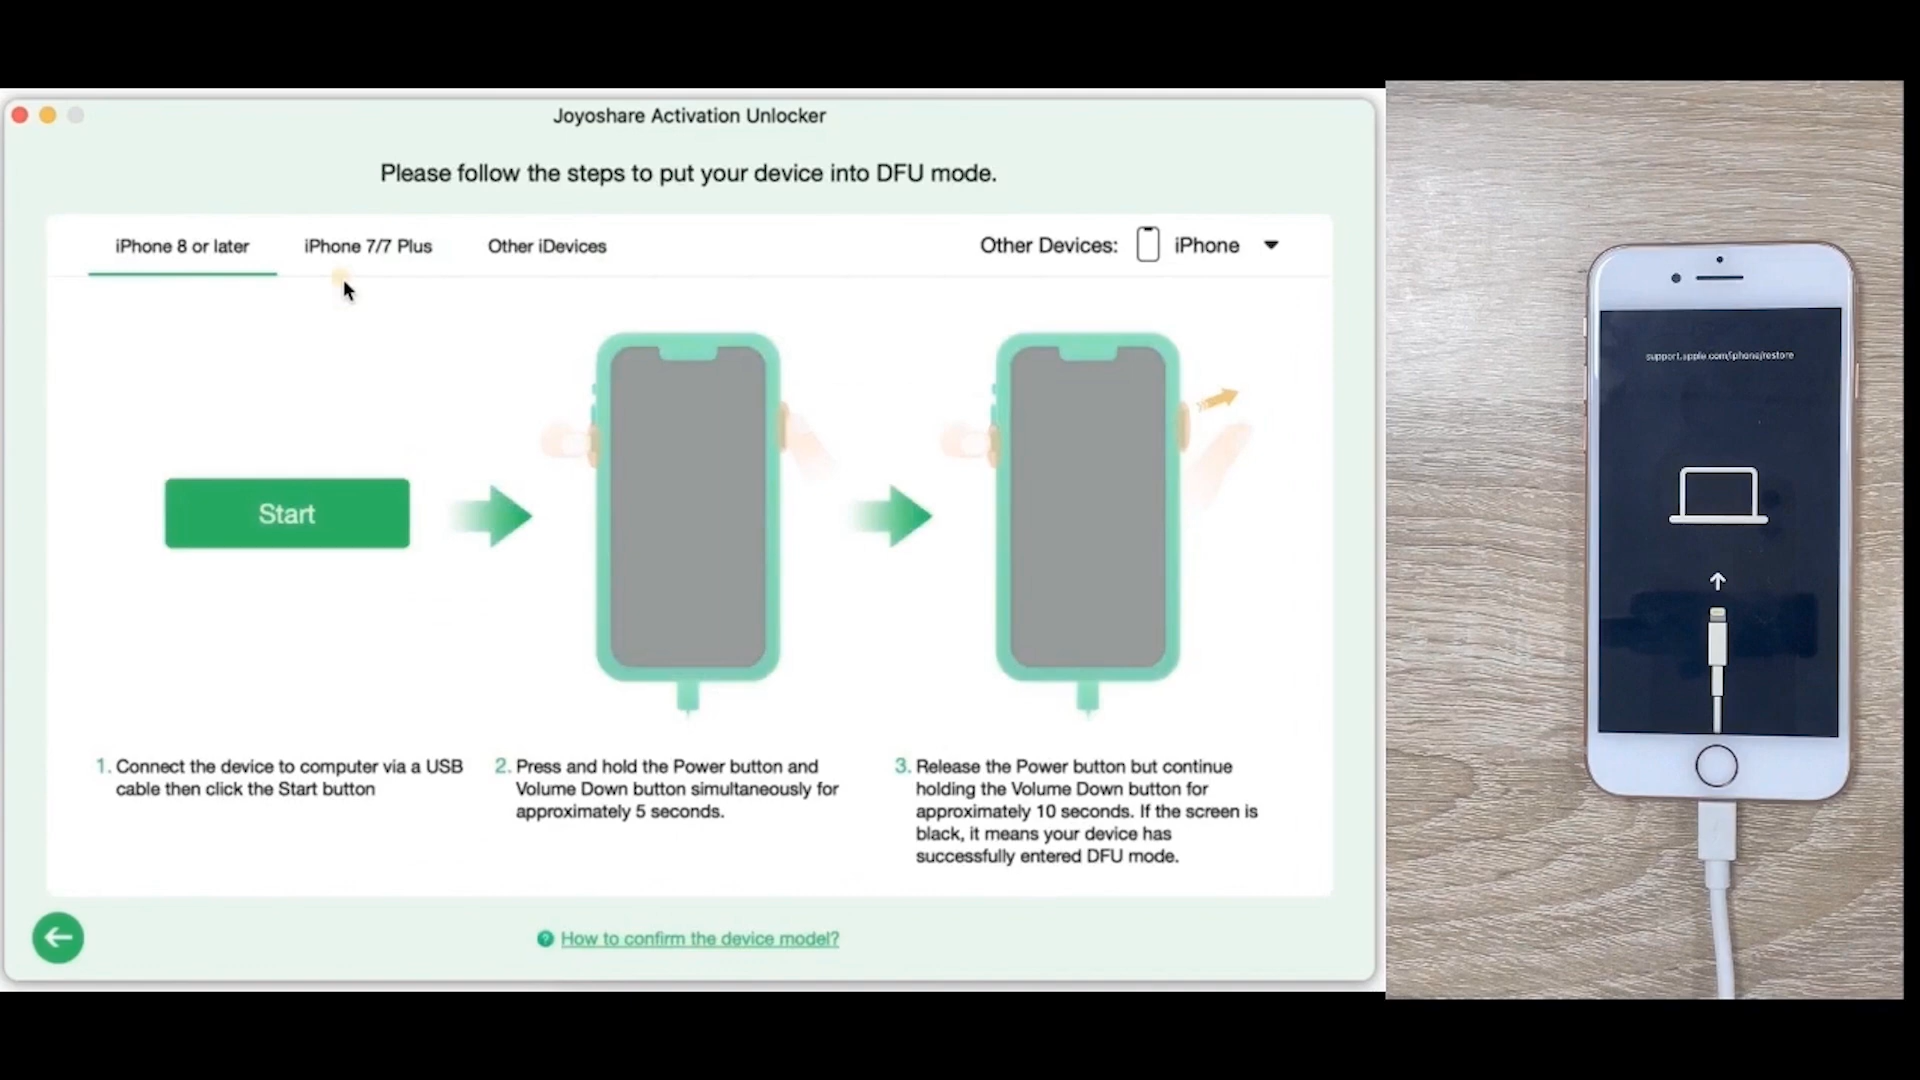 Joyoshare Activation Unlocker
Please follow the steps to put your device into DFU mode.
iPhone 8 or later
iPhone 7/7 Plus
Other iDevices
Other Devices:
iPhone
Start
1. Connect the device to computer via a USB
cable then click the Start button
2. Press and hold the Power button and
Volume Down button simultaneously for
approximately 5 seconds.
3. Release the Power button but continue
holding the Volume Down button for
approximately 10 seconds. If the screen is
black, it means your device has
successfully entered DFU mode.
? How to confirm the device model?
support.apple.com/iphone/restore